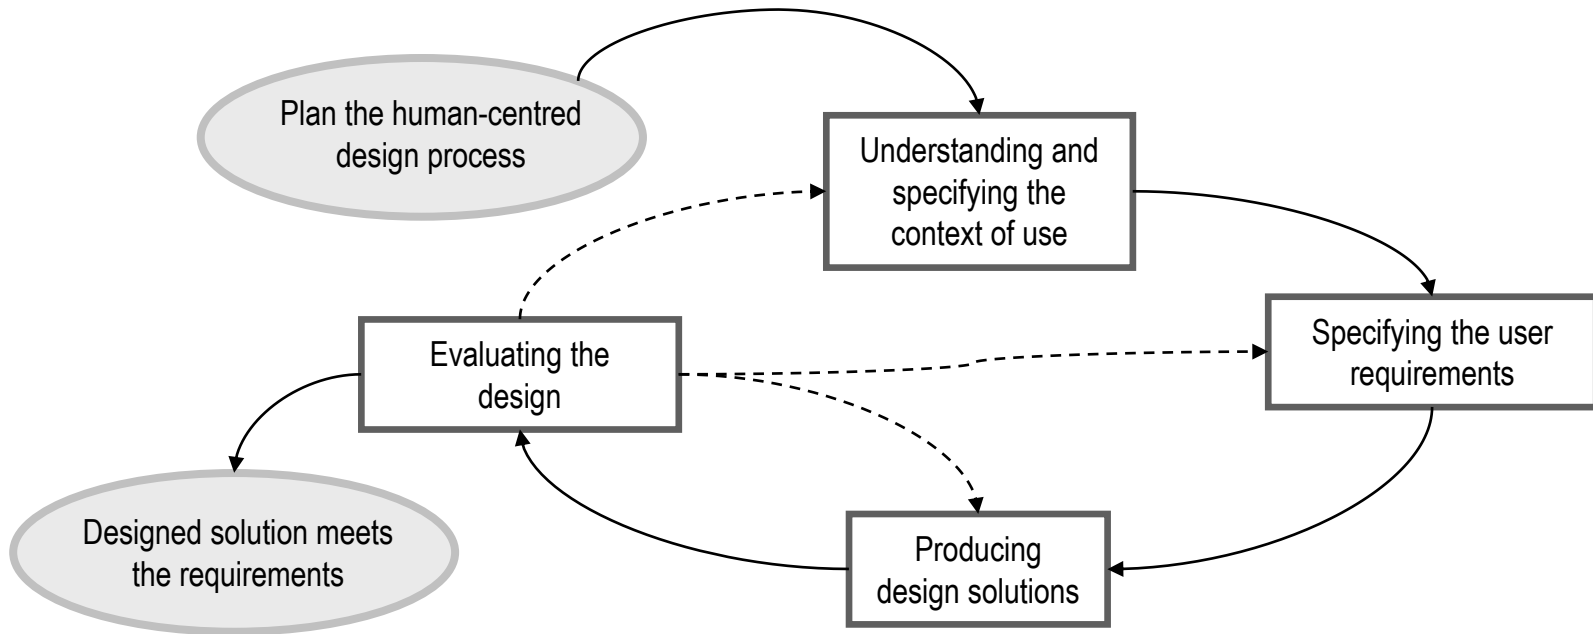 Plan the human-centred
design process
Understanding and
specifying the
context of use
Specifying the user
requirements
Evaluating the
design
Producing
design solutions
Designed solution meets
the requirements